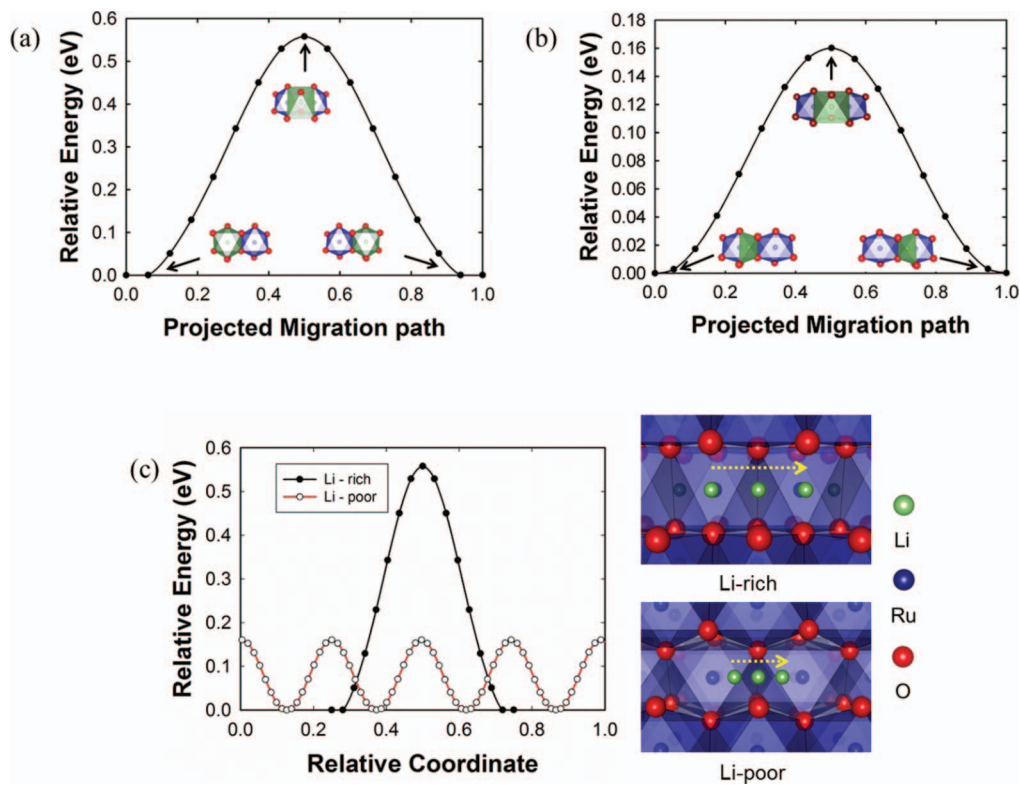 (a)
Relative Energy (eV)
0.6
0.5
0.4
0.3
0.2
0.1
0.0
0.0 0.2 0.4 0.6 0.8 1.0
Projected Migration path
(b)
Relative Energy (eV)
0.18
0.16
0.14
0.12
0.10
0.08
0.06
0.04
0.02
0.00
0.0 0.2 0.4 0.6 0.8 1.0
Projected Migration path
(c)
Relative Energy (eV)
0.6
0.5
0.4
0.3
0.2
0.1
0.0
Li - rich
Li - poor
0.0 0.2 0.4 0.6 0.8 1.0
Relative Coordinate
Li-rich
Li-poor
Li
Ru
O